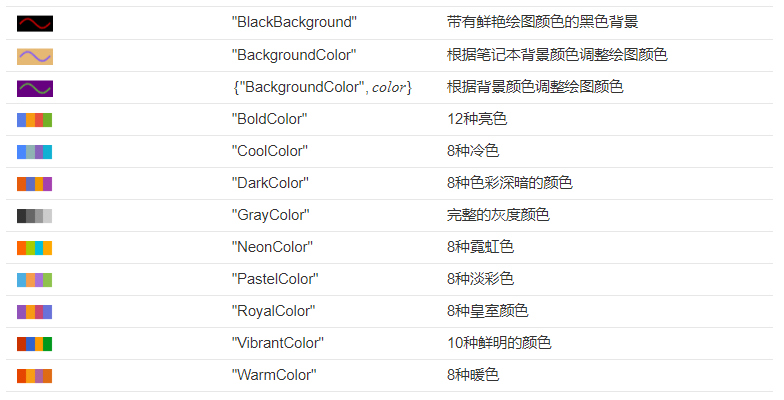 "BlackBackground" 带有鲜艳绘图颜色的黑色背景
"BackgroundColor" 根据笔记本背景颜色调整绘图颜色
{"BackgroundColor",color} 根据背景颜色调整绘图颜色
"BoldColor" 12种亮色
"CoolColor" 8种冷色
"DarkColor" 8种色彩深暗的颜色
"GrayColor" 完整的灰度颜色
"NeonColor" 8种霓虹色
"PastelColor" 8种淡彩色
"RoyalColor" 8种皇室颜色
"VibrantColor" 10种鲜明的颜色
"WarmColor" 8种暖色